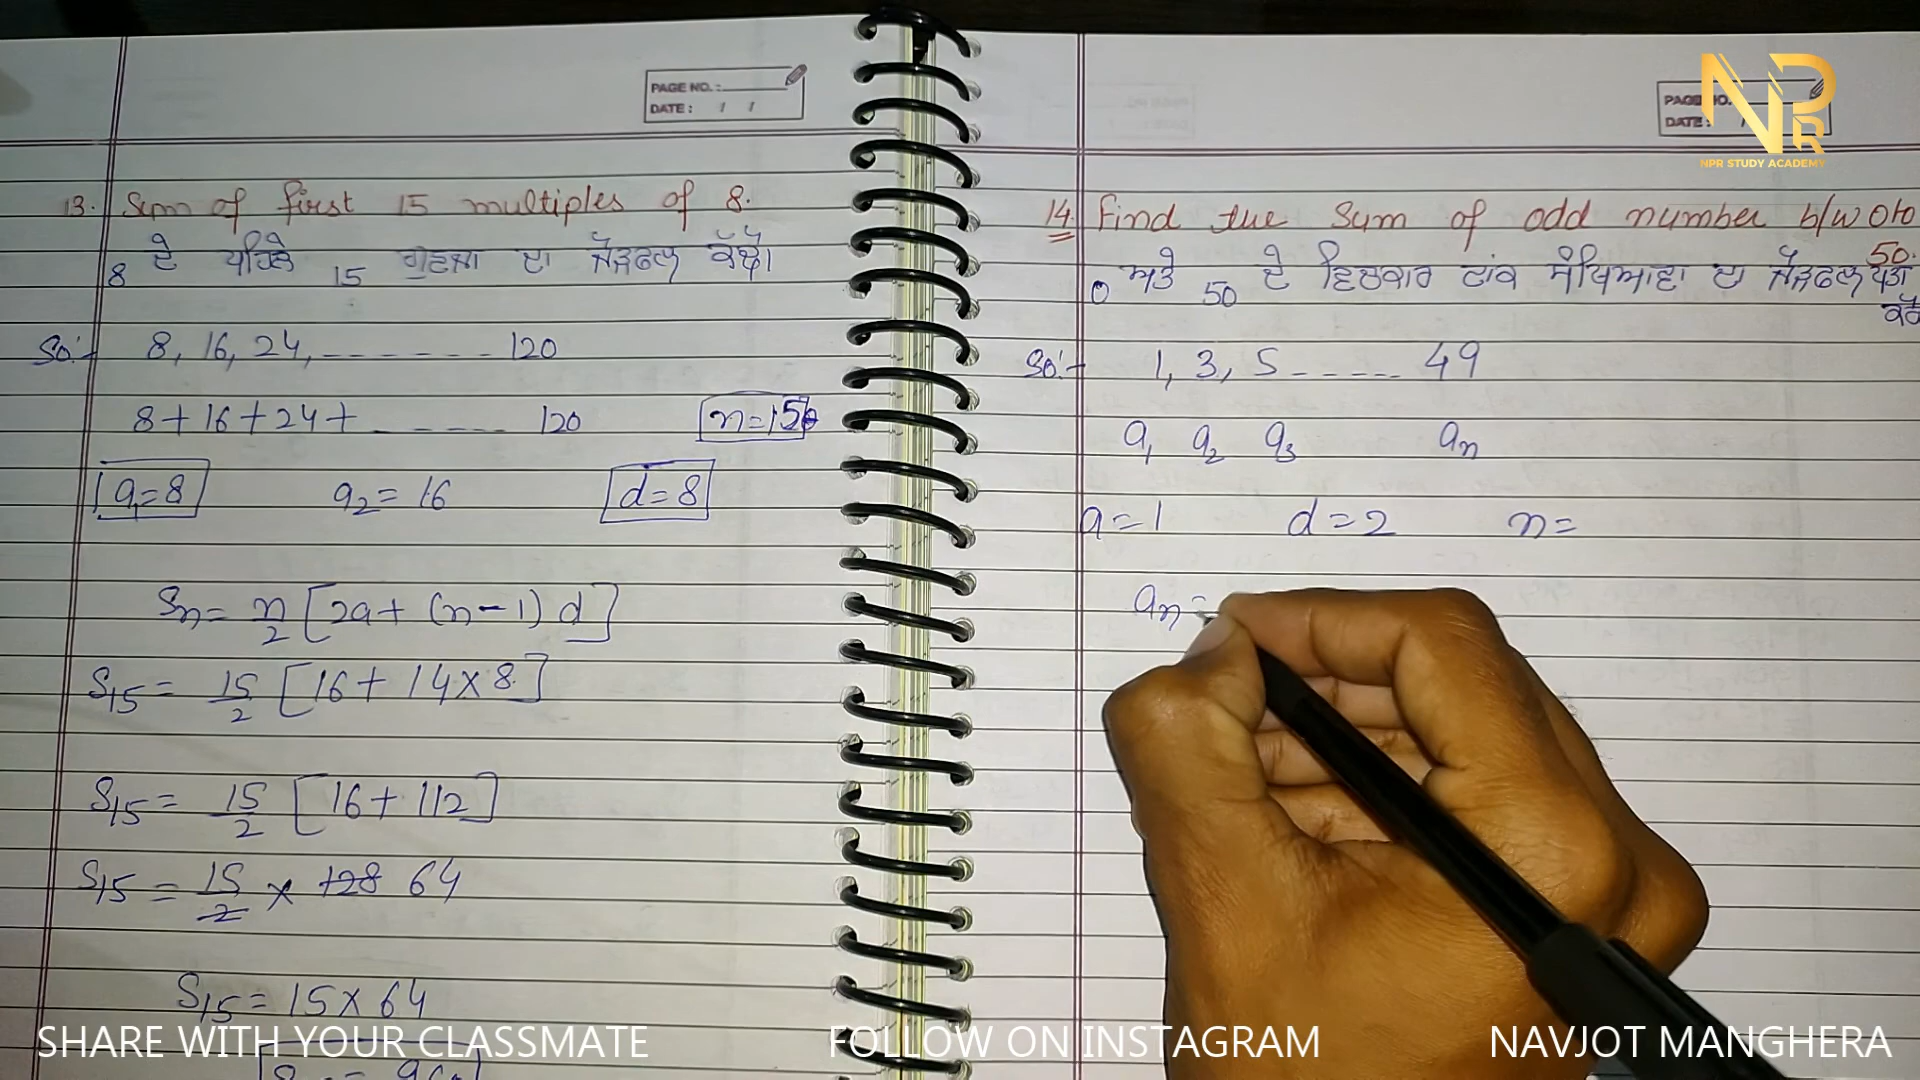 PAGE NO.:
DATE: / /
13. Sum of first 15 multiples of 8.
8 ਦੇ ਪਹਿਲੇ 15 ਗੁਣਜਾ ਦਾ ਜੋੜਫਲ ਕੱਢੋ।
So:- 8, 16, 24, ------ 120
8 + 16 + 24 + ----- 120 n=15
a₁=8 a₂=16 d=8
Sn = n/2 [2a + (n-1) d]
S15 = 15/2 [16 + 14×8]
S15 = 15/2 [16 + 112]
S15 = 15/2 × 128 64
S15 = 15 × 64
DATE:
NPR
NPR STUDY ACADEMY
14. Find the sum of odd number b/w 0 to 50.
0 ਅਤੇ 50 ਦੇ ਵਿਚਕਾਰ ਟਾਂਕ ਸੰਖਿਆਵਾਂ ਦਾ ਜੋੜਫਲ ਪਤਾ ਕਰੋ
So:- 1, 3, 5 ----- 49
a₁ a₂ a₃ an
a = 1 d = 2 n =
an =
SHARE WITH YOUR CLASSMATE FOLLOW ON INSTAGRAM NAVJOT MANGHERA